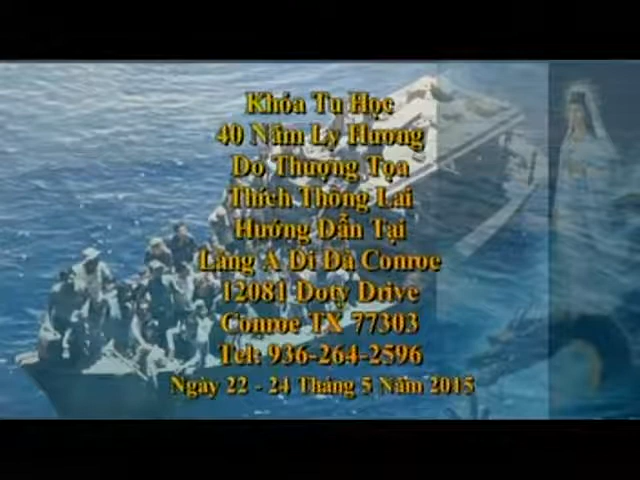 Khóa Tu Học
40 Năm Ly Hương
Do Thượng Tọa
Thích Thông Lai
Hướng Dẫn Tại
Làng A Di Đà Conroe
12081 Doty Drive
Conroe TX 77303
Tel: 936-264-2596
Ngày 22 - 24 Tháng 5 Năm 2015